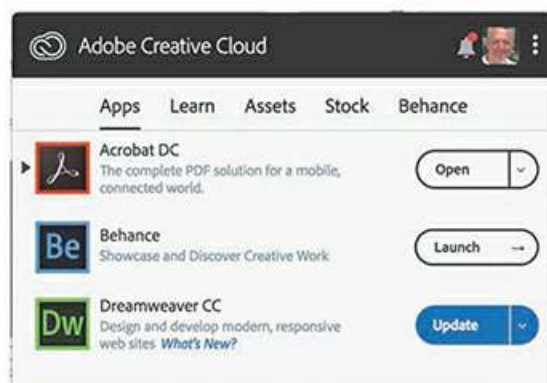 Adobe Creative Cloud
Apps Learn Assets Stock Behance
Acrobat DC
The complete PDF solution for a mobile,
connected world.
Open
Be
Behance
Showcase and Discover Creative Work
Launch →
Dw
Dreamweaver CC
Design and develop modern, responsive
web sites What's New?
Update